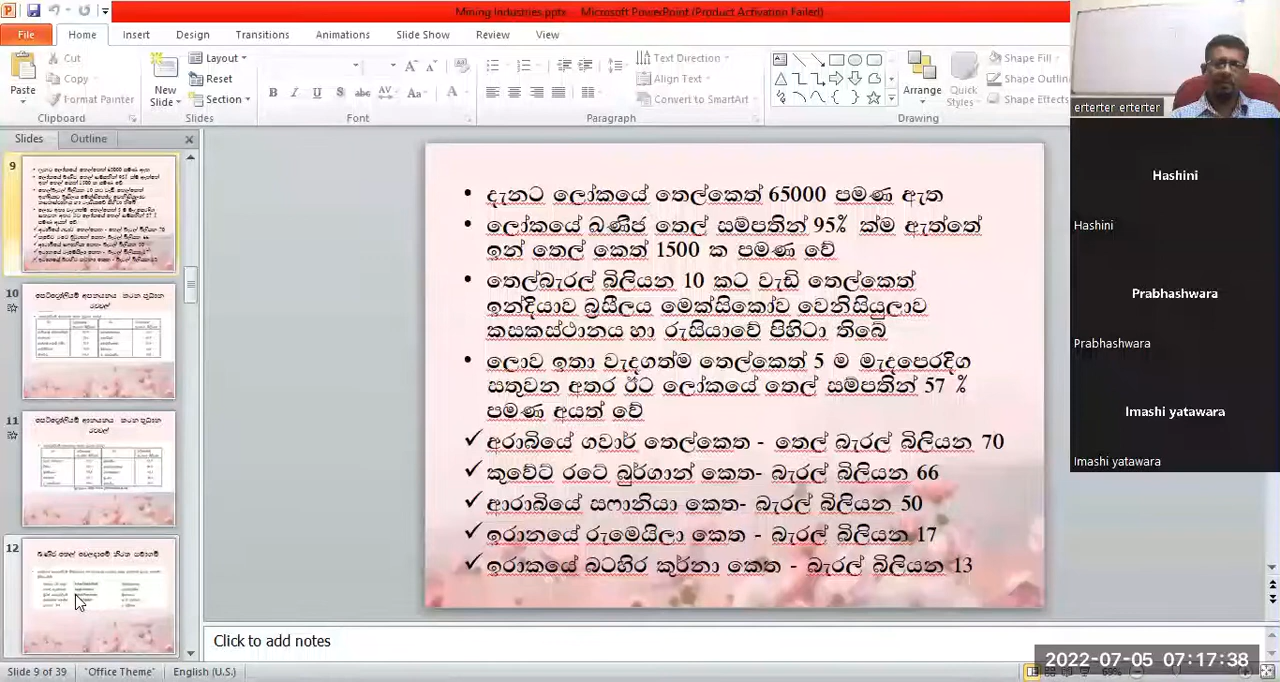 Mining Industries.pptx - Microsoft PowerPoint (Product Activation Failed)
File Home Insert Design Transitions Animations Slide Show Review View
Paste
Cut
Copy
Format Painter
Clipboard
New Slide
Layout
Reset
Section
Slides
Font
Paragraph
Text Direction
Align Text
Convert to SmartArt
Arrange
Quick Styles
Shape Fill
Shape Outlin
Shape Effects
Drawing
Slides Outline
9
10
11
12
• දැනට ලෝකයේ තෙල්කෙත් 65000 පමණ ඇත
• ලෝකයේ ඛණිජ තෙල් සම්පතින් 95% ක්ම ඇත්තේ
ඉන් තෙල් කෙත් 1500 ක පමණ වේ
• තෙල්බැරල් බිලියන 10 කට වැඩි තෙල්කෙත්
ඉන්දියාව බ්‍රසීලය මෙක්සිකෝව වෙනිසියුලාව
කසකස්ථානය හා රුසියාවේ පිහිටා තිබේ
• ලොව ඉතා වැදගත්ම තෙල්කෙත් 5 ම මැදපෙරදිග
සතුවන අතර ඊට ලෝකයේ තෙල් සම්පතින් 57 %
පමණ අයත් වේ
✓ අරාබියේ ගවාර් තෙල්කෙත - තෙල් බැරල් බිලියන 70
✓ කුවේට් රටේ බුර්ගාන් කෙත- බැරල් බිලියන 66
✓ ආරාබියේ සෆානියා කෙත- බැරල් බිලියන 50
✓ ඉරානයේ රුමෙයිලා කෙත - බැරල් බිලියන 17
✓ ඉරාකයේ බටහිර කුර්නා කෙත - බැරල් බිලියන 13
Click to add notes
Slide 9 of 39 "Office Theme" English (U.S.)
69%
erterter erterter
Hashini
Hashini
Prabhashwara
Prabhashwara
Imashi yatawara
Imashi yatawara
2022-07-05 07:17:38